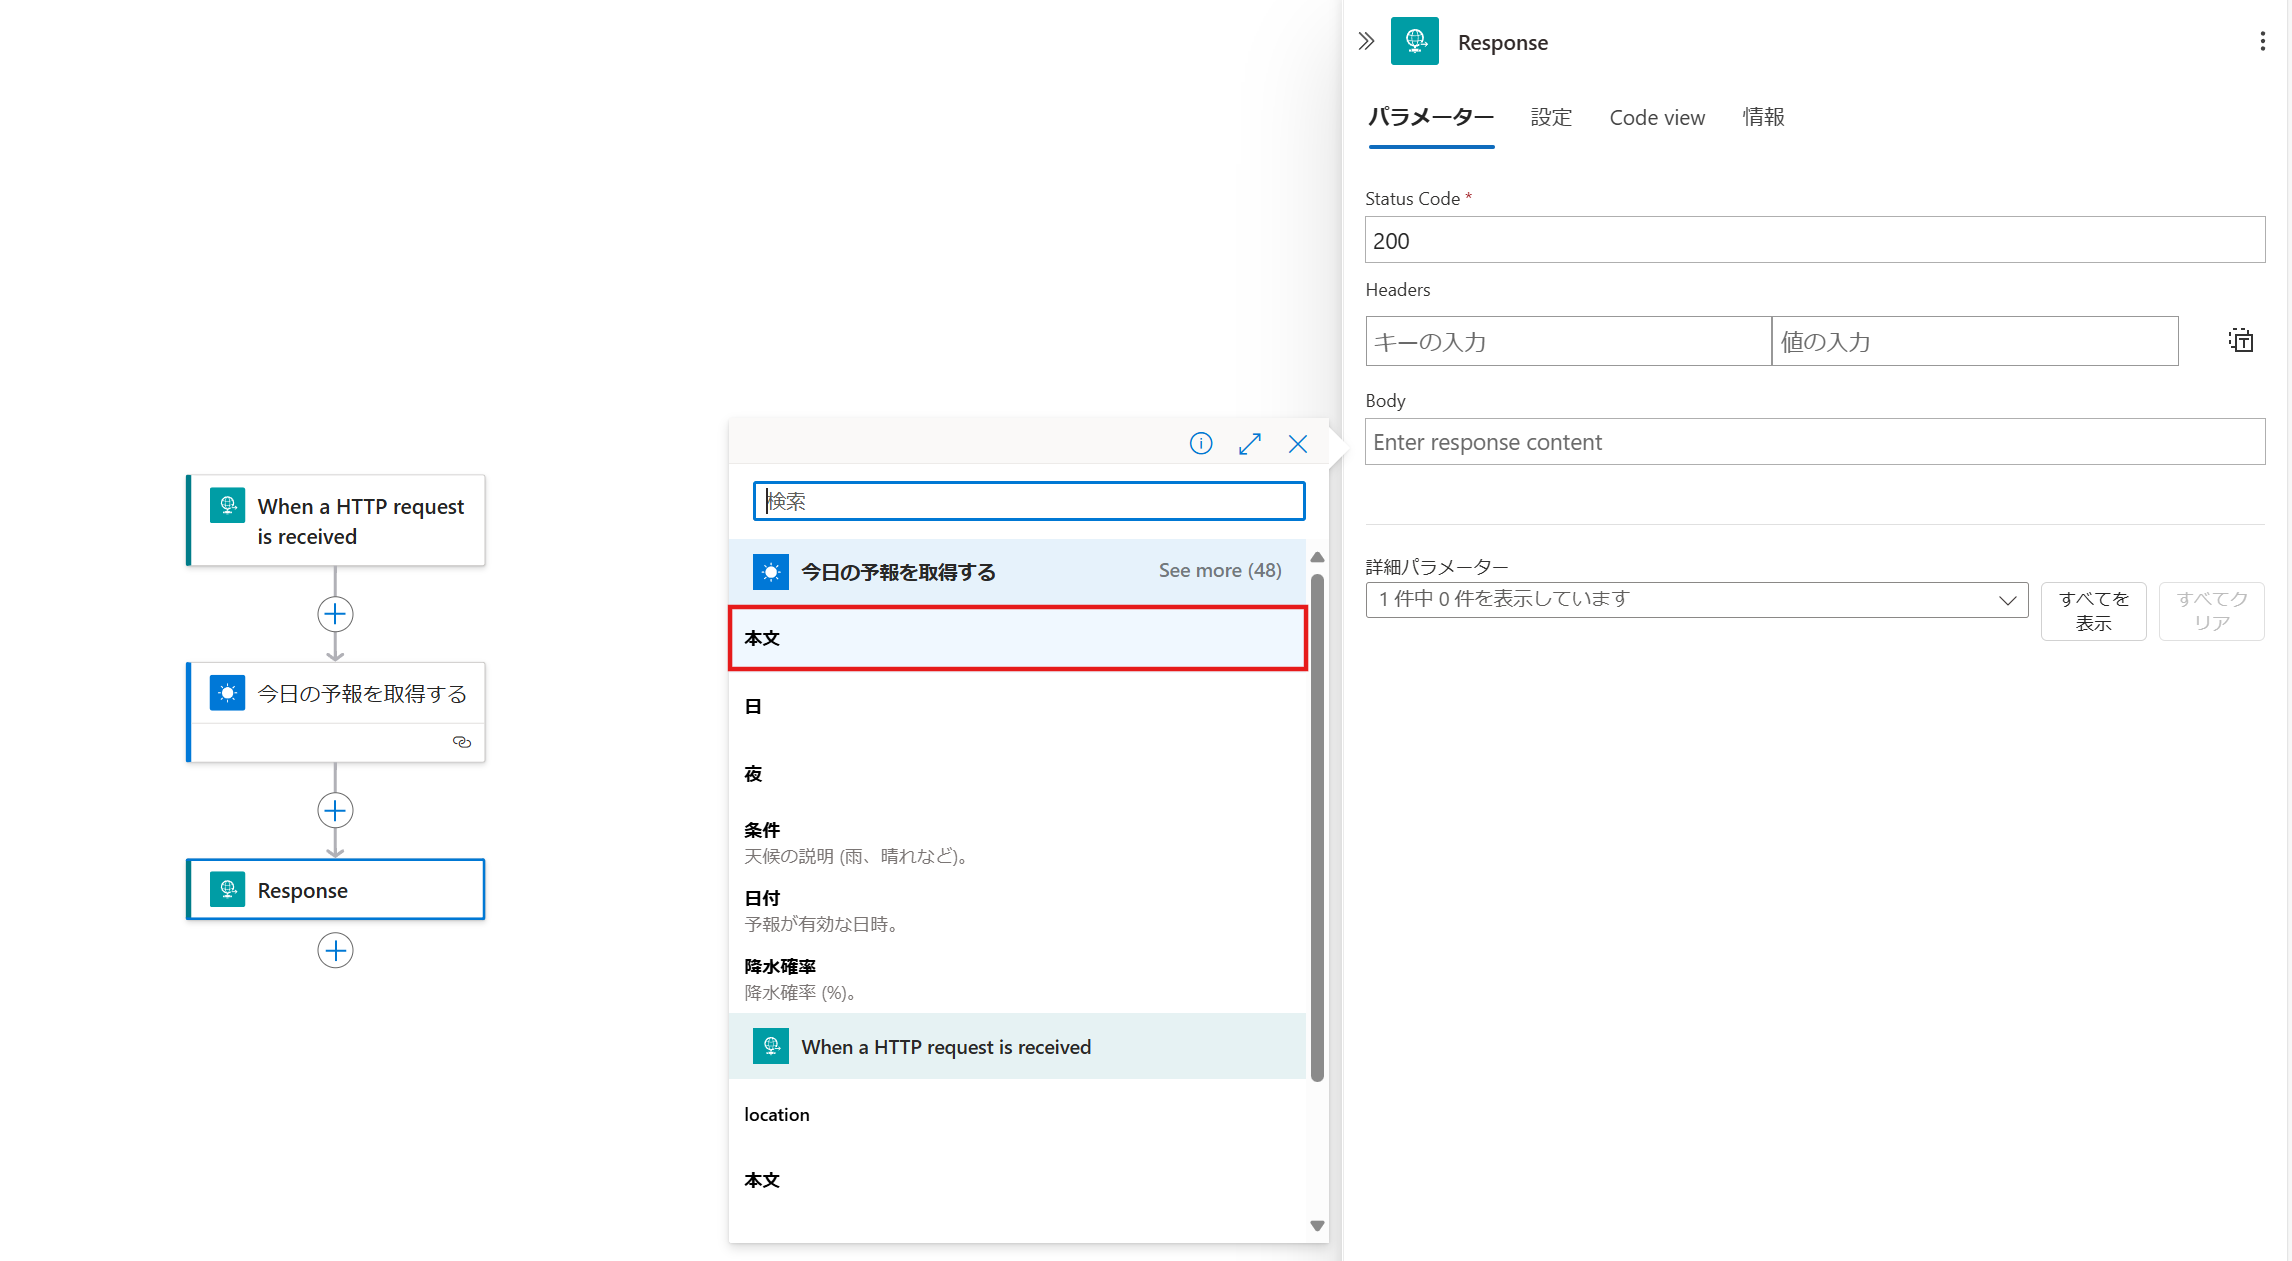 When a HTTP request
is received
今日の予報を取得する
Response
検索
今日の予報を取得する
See more (48)
本文
日
夜
条件
天候の説明 (雨、晴れなど)。
日付
予報が有効な日時。
降水確率
降水確率 (%)。
When a HTTP request is received
location
本文
Response
パラメーター
設定
Code view
情報
Status Code *
200
Headers
キーの入力
値の入力
Body
Enter response content
詳細パラメーター
1 件中 0 件を表示しています
すべてを
表示
すべてク
リア